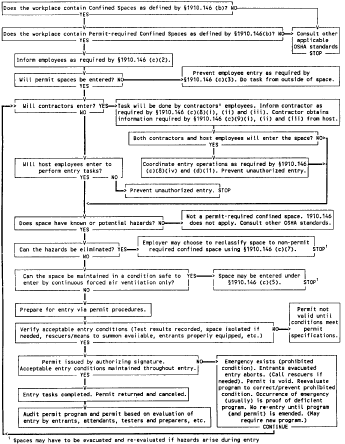 Does the workplace contain Confined Spaces as defined by §1910.146 (b)? NO
YES
Does the workplace contain Permit-required Confined Spaces as defined by §1910.146(b)? NO
YES
Consult other
applicable
OSHA standards
STOP
Inform employees as required by §1910.146 (c)(2).
Will permit spaces be entered? NO
YES
Prevent employee entry as required by
§1910.146 (c)(3). Do task from outside of space.
Will contractors enter? YES
NO
Task will be done by contractors' employees. Inform contractor as
required by §1910.146 (c)(8)(i), (ii) and (iii). Contractor obtains
information required by §1910.146 (c)(9)(i), (ii) and (iii) from host.
Both contractors and host employees will enter the space? NO
YES
Will host employees enter to
perform entry tasks?
YES NO
Coordinate entry operations as required by §1910.146
(c)(8)(iv) and (d)(11). Prevent unauthorized entry.
Prevent unauthorized entry. STOP
Does space have known or potential hazards? NO
YES
Not a permit-required confined space. 1910.146
does not apply. Consult other OSHA standards.
Can the hazards be eliminated? YES
NO
Employer may choose to reclassify space to non-permit
required confined space using §1910.146 (c)(7). STOP¹
Can the space be maintained in a condition safe to
enter by continuous forced air ventilation only? YES
NO
Space may be entered under
§1910.146 (c)(5). STOP¹
Prepare for entry via permit procedures.
Verify acceptable entry conditions (Test results recorded, space isolated if
needed, rescuers/means to summon available, entrants properly equipped, etc.) NO
YES
Permit not
valid until
conditions meet
permit
specifications.
Permit issued by authorizing signature.
Acceptable entry conditions maintained throughout entry. NO
YES
Emergency exists (prohibited
condition). Entrants evacuated
entry aborts. (Call rescuers if
needed). Permit is void. Reevaluate
program to correct/prevent prohibited
condition. Occurrence of emergency
(usually) is proof of deficient
program. No re-entry until program
(and permit) is amended. (May
require new program.)
CONTINUE
Entry tasks completed. Permit returned and canceled.
Audit permit program and permit based on evaluation of
entry by entrants, attendants, testers and preparers, etc.
¹ Spaces may have to be evacuated and re-evaluated if hazards arise during entry